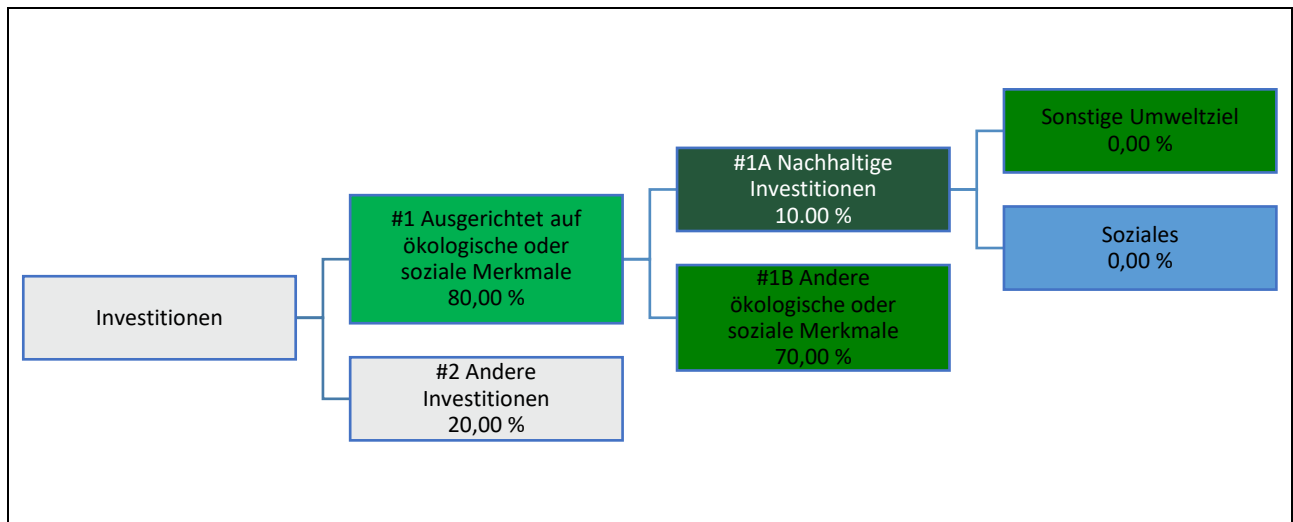 Investitionen
#1 Ausgerichtet auf
ökologische oder
soziale Merkmale
80,00 %
#2 Andere
Investitionen
20,00 %
#1A Nachhaltige
Investitionen
10.00 %
#1B Andere
ökologische oder
soziale Merkmale
70,00 %
Sonstige Umweltziel
0,00 %
Soziales
0,00 %